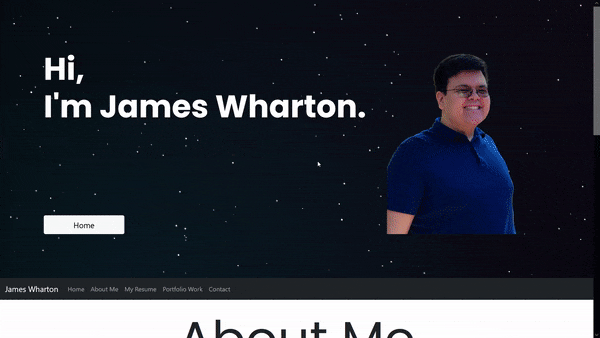 Hi,
I'm James Wharton.
Home
James Wharton Home About Me My Resume Portfolio Work Contact
About Me